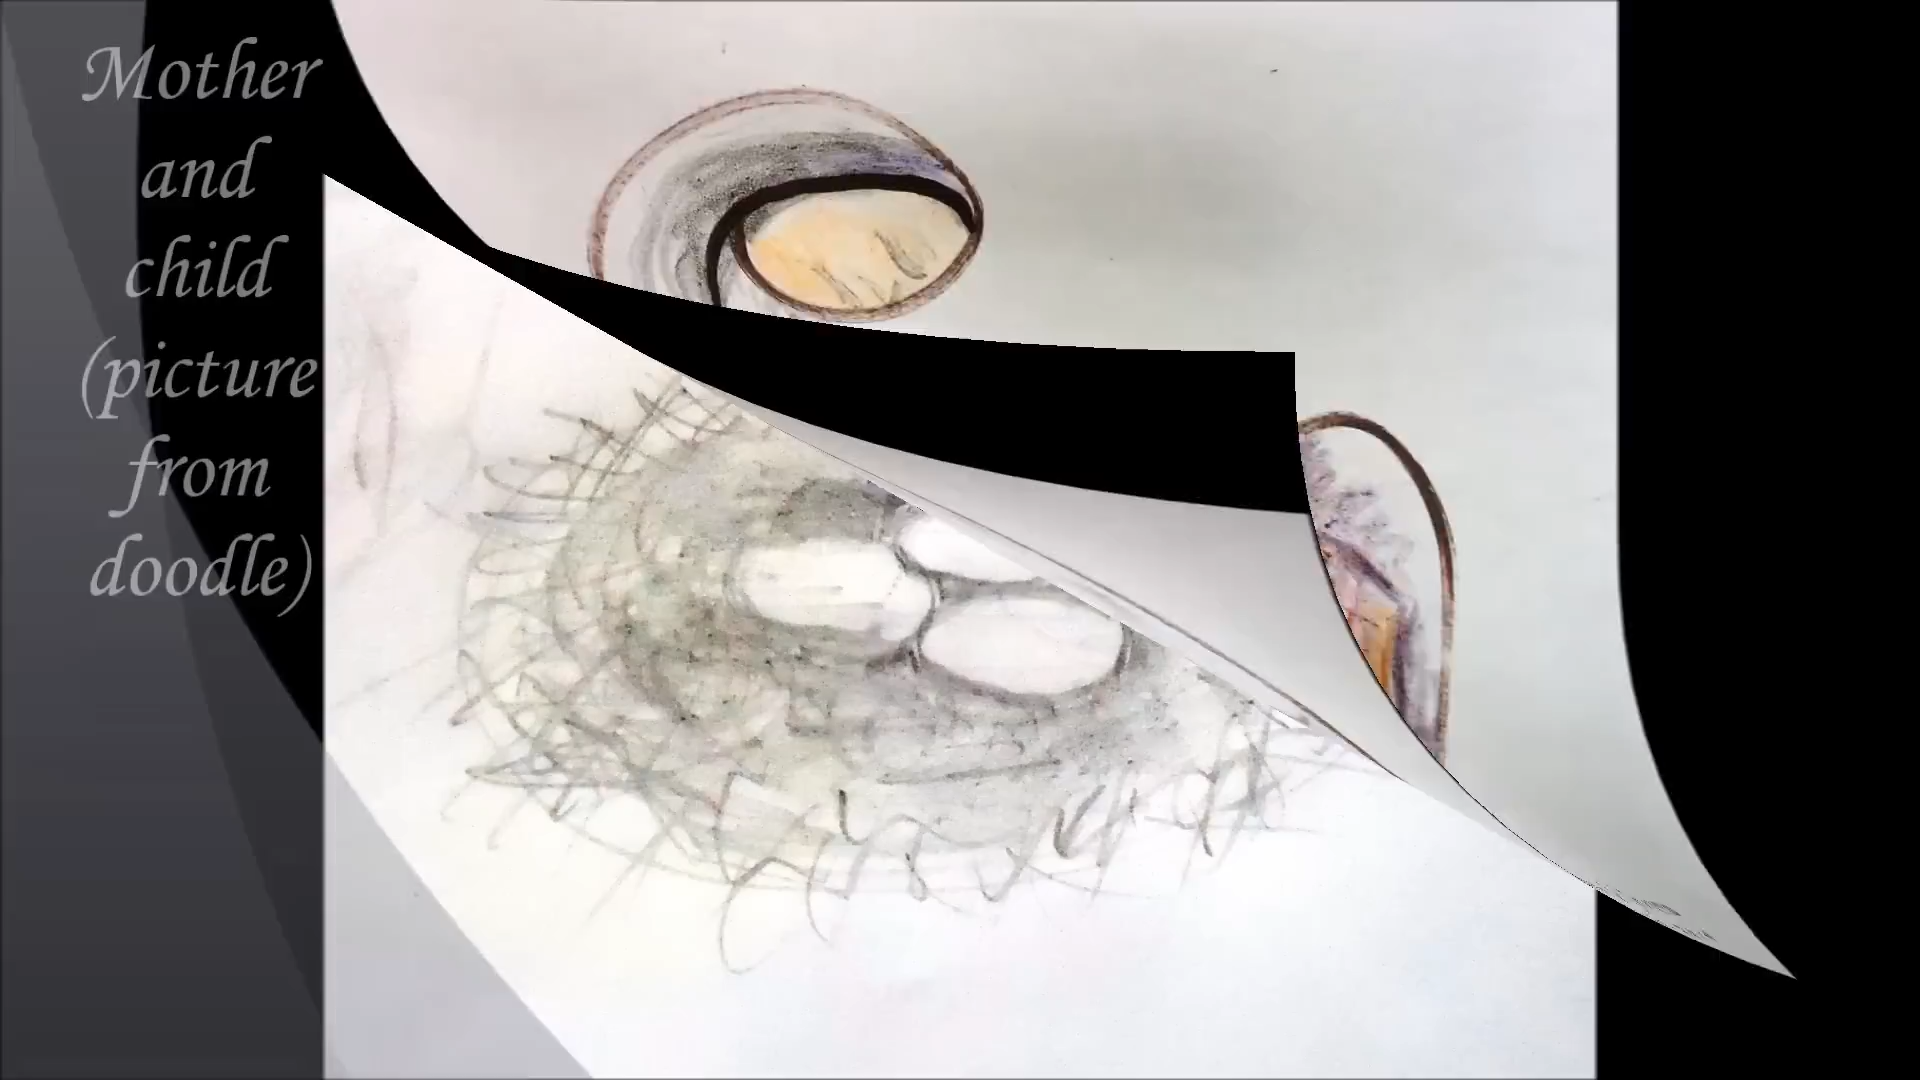 Mother
and
child
(picture
from
doodle)